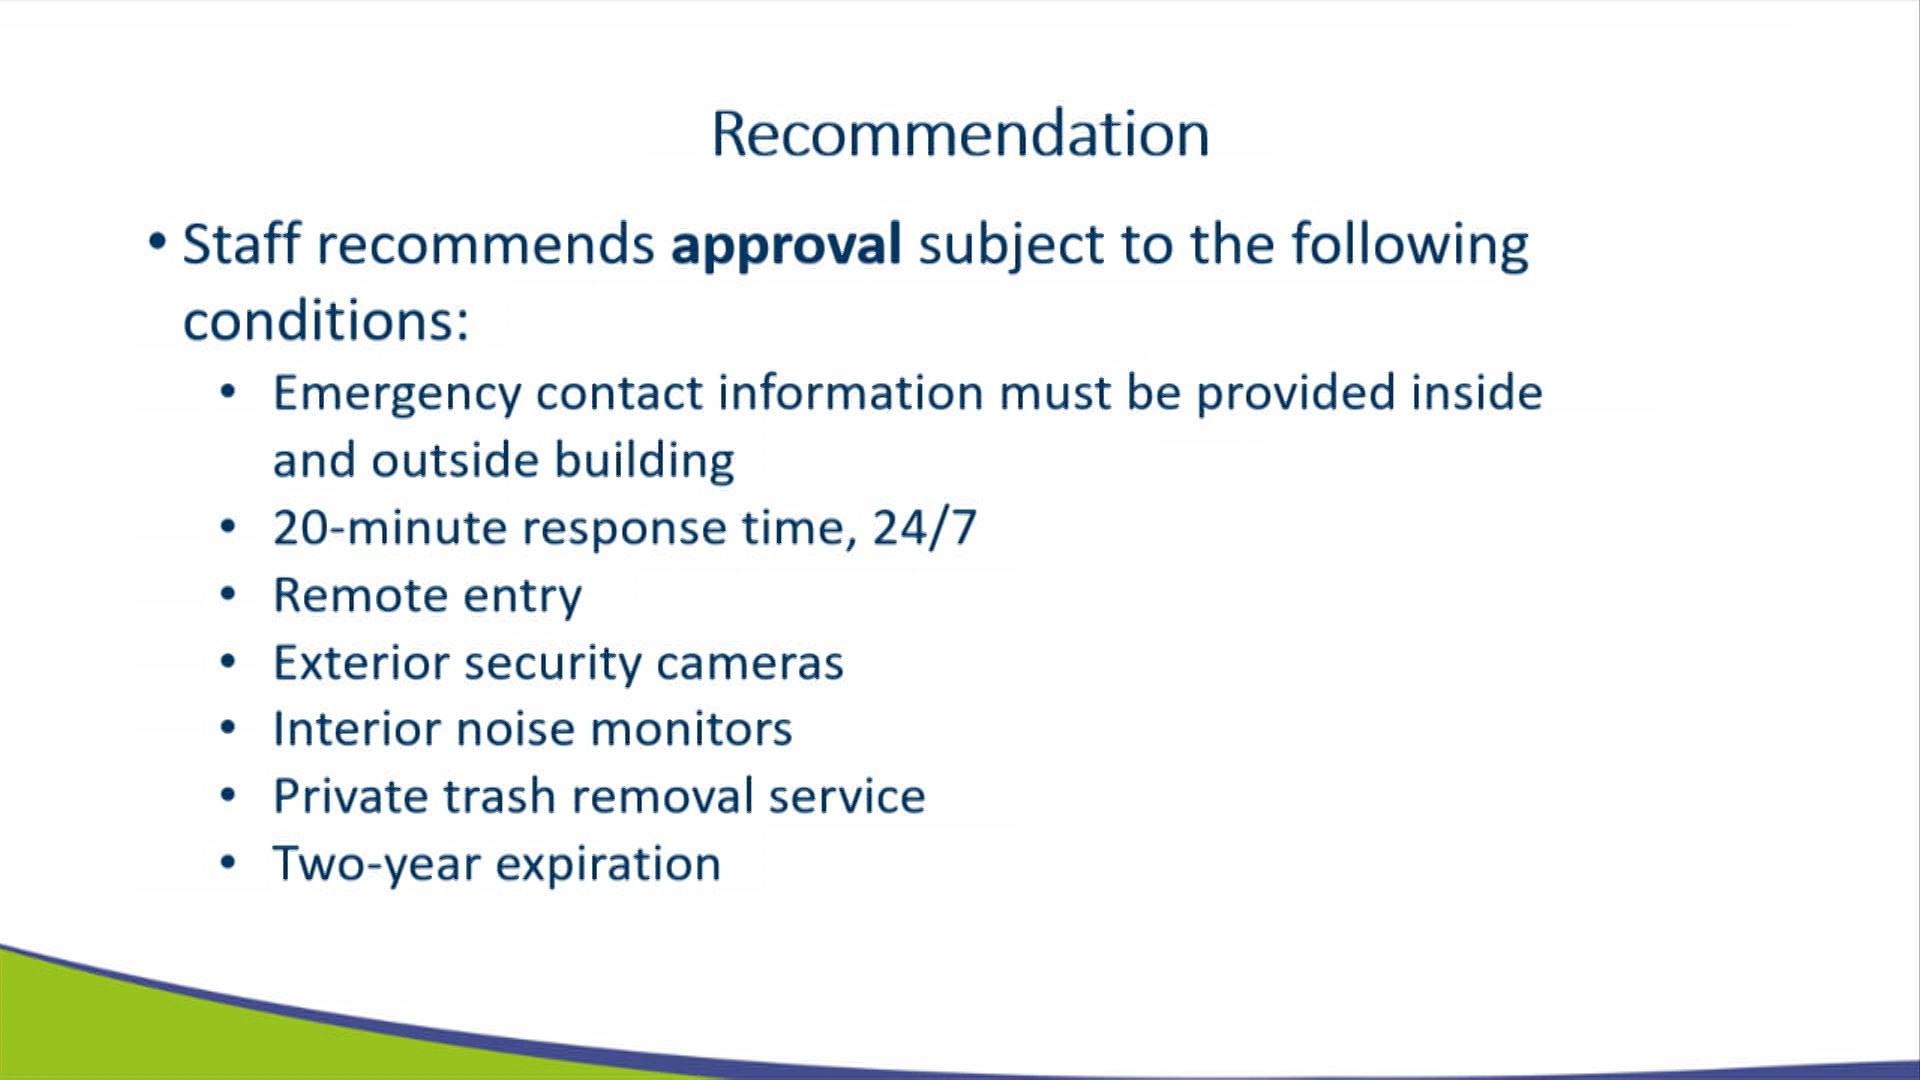 Recommendation
• Staff recommends approval subject to the following
conditions:
• Emergency contact information must be provided inside
and outside building
• 20-minute response time, 24/7
• Remote entry
• Exterior security cameras
• Interior noise monitors
• Private trash removal service
• Two-year expiration